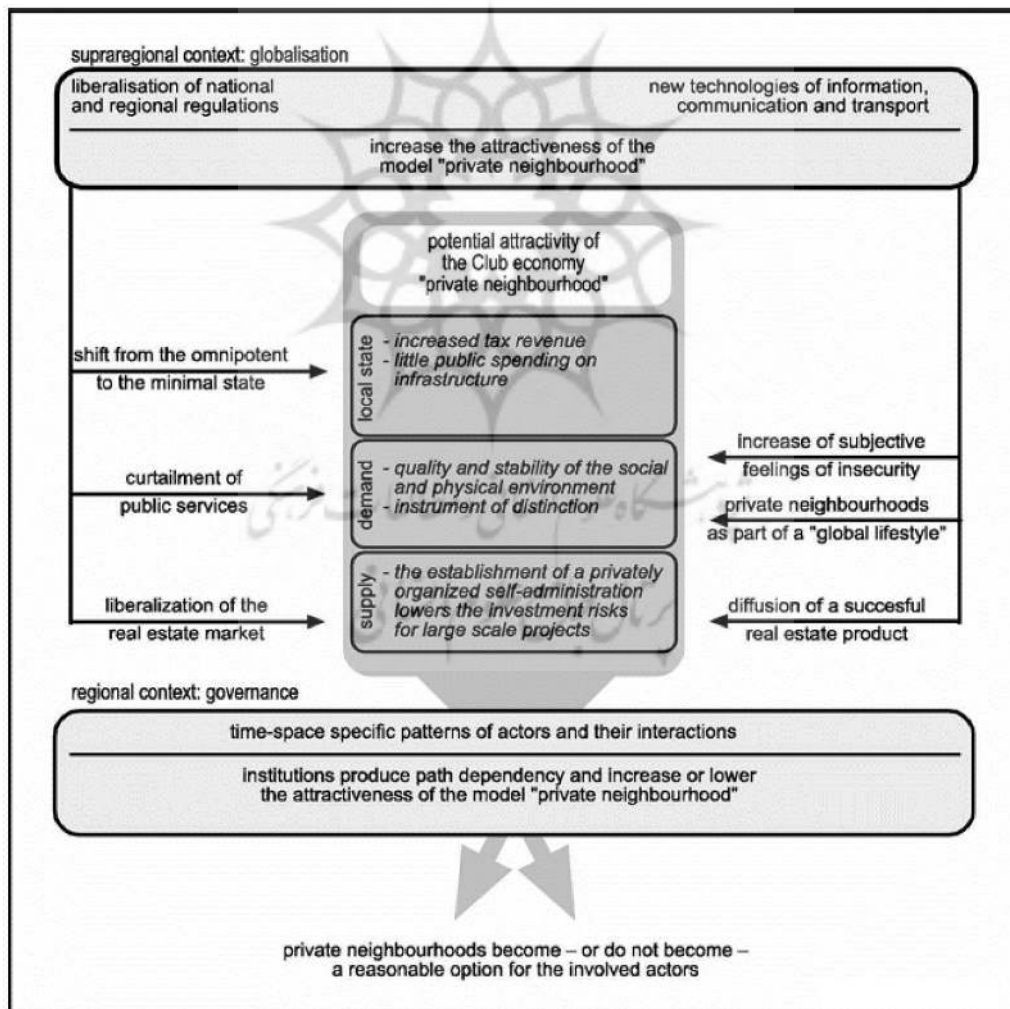 supraregional context: globalisation
liberalisation of national
and regional regulations
new technologies of information,
communication and transport
increase the attractiveness of the
model "private neighbourhood"
potential attractivity of
the Club economy
"private neighbourhood"
local state
- increased tax revenue
- little public spending on
infrastructure
shift from the omnipotent
to the minimal state
demand
- quality and stability of the social
and physical environment
- instrument of distinction
curtailment of
public services
increase of subjective
feelings of insecurity
private neighbourhoods
as part of a "global lifestyle"
supply
- the establishment of a privately
organized self-administration
lowers the investment risks
for large scale projects
liberalization of the
real estate market
diffusion of a succesful
real estate product
regional context: governance
time-space specific patterns of actors and their interactions
institutions produce path dependency and increase or lower
the attractiveness of the model "private neighbourhood"
private neighbourhoods become – or do not become –
a reasonable option for the involved actors